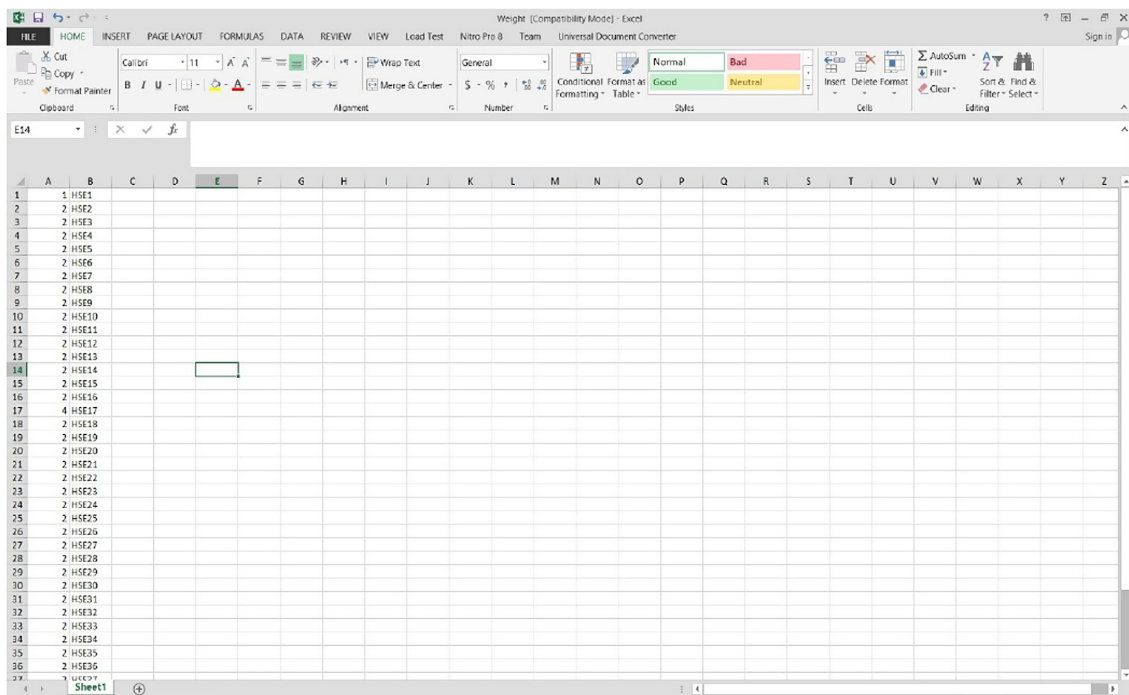 Weight [Compatibility Mode] - Excel
FILE HOME INSERT PAGE LAYOUT FORMULAS DATA REVIEW VIEW Load Test Nitro Pro 8 Team Universal Document Converter Sign in
Cut Calibri 11 Wrap Text General Normal Bad AutoSum
Copy Fill
Paste Format Painter B I U Merge & Center $ % Conditional Format as Good Neutral Insert Delete Format Clear Sort & Find &
Formatting Table Filter Select
Clipboard Font Alignment Number Styles Cells Editing
E14 fx
A B C D E F G H I J K L M N O P Q R S T U V W X Y Z
1 1 HSE1
2 2 HSE2
3 2 HSE3
4 2 HSE4
5 2 HSE5
6 2 HSE6
7 2 HSE7
8 2 HSE8
9 2 HSE9
10 2 HSE10
11 2 HSE11
12 2 HSE12
13 2 HSE13
14 2 HSE14
15 2 HSE15
16 2 HSE16
17 4 HSE17
18 2 HSE18
19 2 HSE19
20 2 HSE20
21 2 HSE21
22 2 HSE22
23 2 HSE23
24 2 HSE24
25 2 HSE25
26 2 HSE26
27 2 HSE27
28 2 HSE28
29 2 HSE29
30 2 HSE30
31 2 HSE31
32 2 HSE32
33 2 HSE33
34 2 HSE34
35 2 HSE35
36 2 HSE36
37 2 HSE37
Sheet1